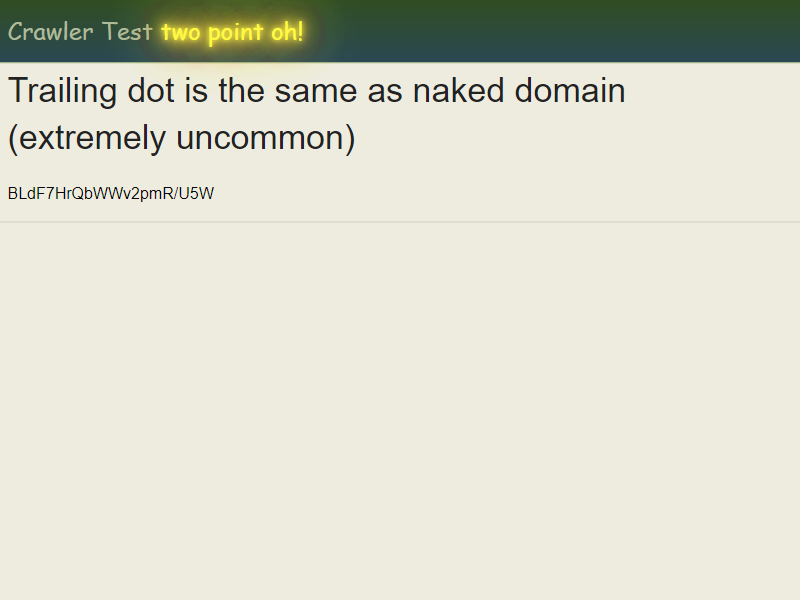 Crawler Test two point oh!
Trailing dot is the same as naked domain
(extremely uncommon)
BLdF7HrQbWWv2pmR/U5W